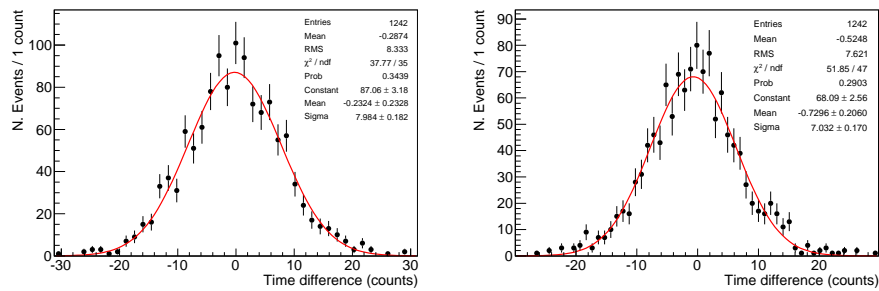 N. Events / 1 count
100
80
60
40
20
0
-30
-20
-10
0
10
20
30
Time difference (counts)
Entries 1242
Mean -0.2874
RMS 8.333
χ² / ndf 37.77 / 35
Prob 0.3439
Constant 87.06 ± 3.18
Mean -0.2324 ± 0.2328
Sigma 7.984 ± 0.182
N. Events / 1 count
90
80
70
60
50
40
30
20
10
0
-20
-10
0
10
20
Time difference (counts)
Entries 1242
Mean -0.5248
RMS 7.621
χ² / ndf 51.85 / 47
Prob 0.2903
Constant 68.09 ± 2.56
Mean -0.7296 ± 0.2060
Sigma 7.032 ± 0.170